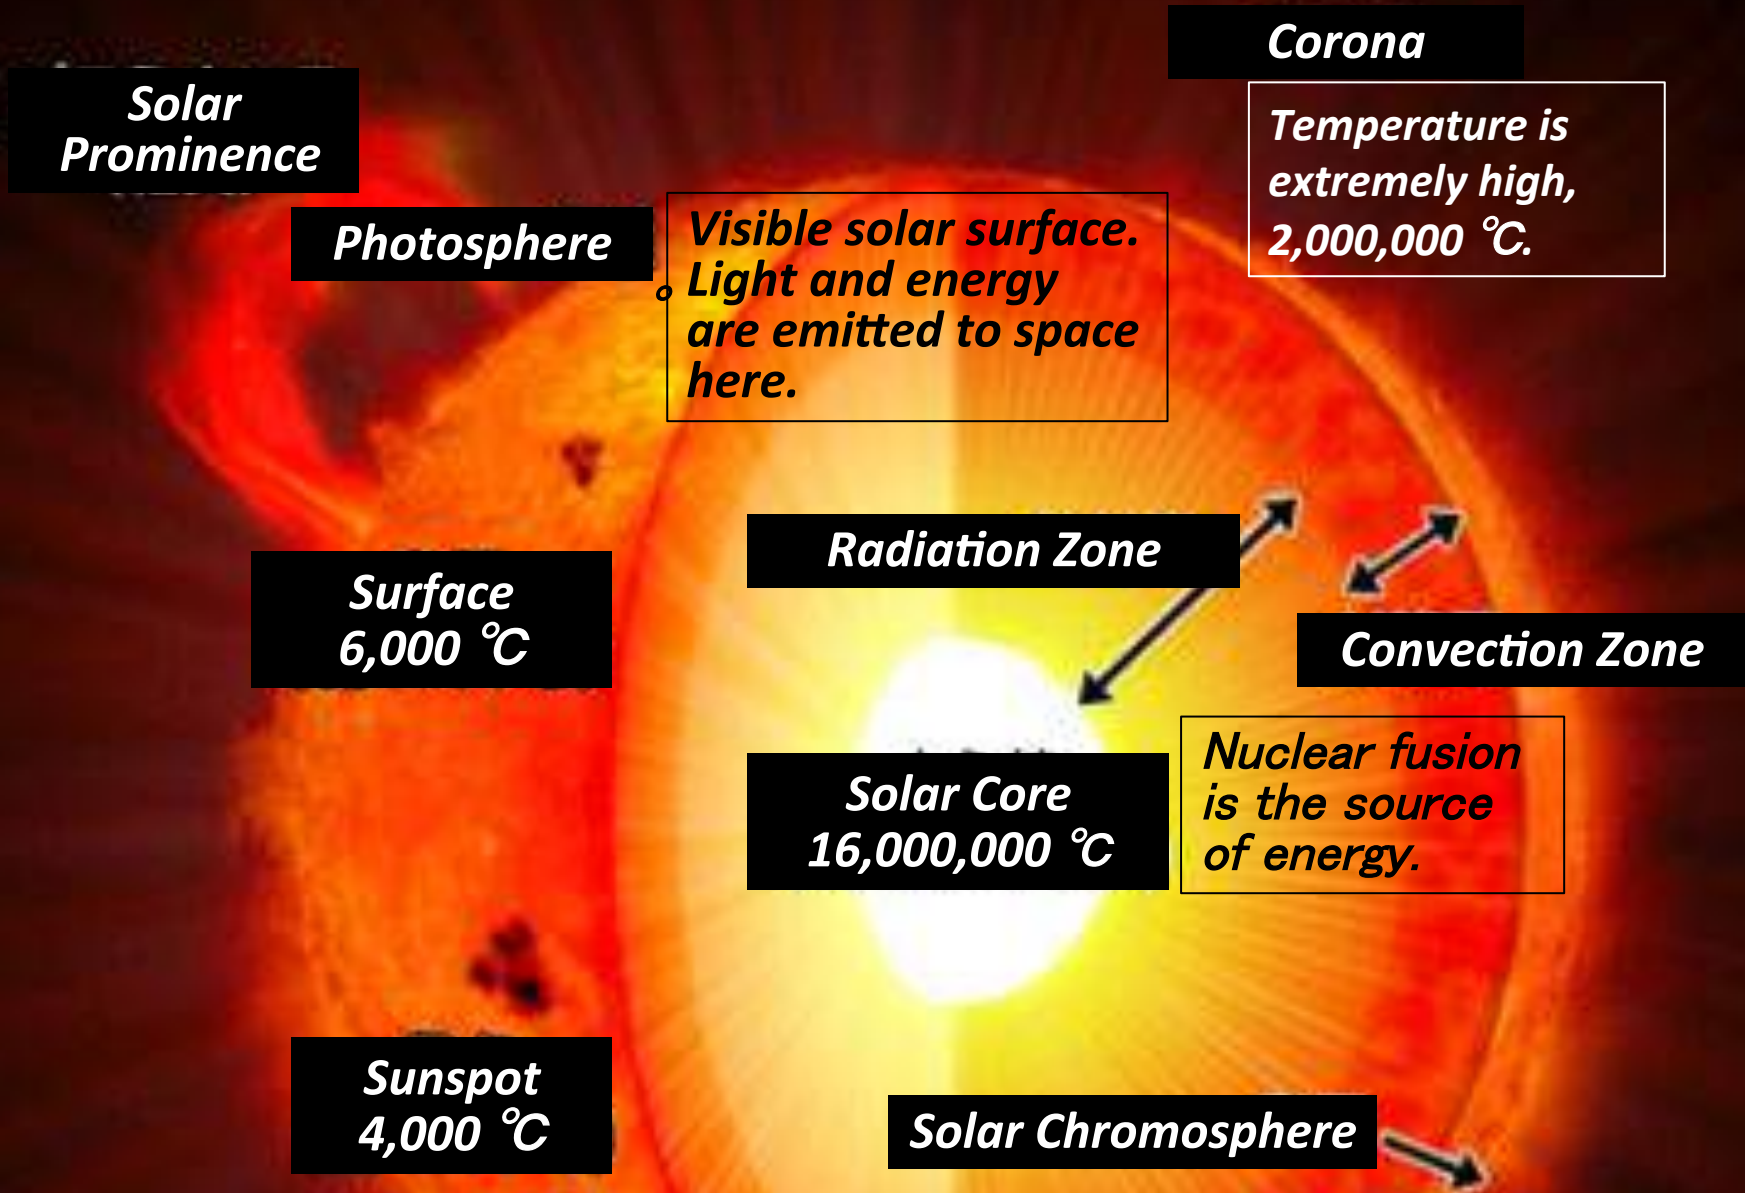 Corona
Temperature is
extremely high,
2,000,000 ℃.
Solar
Prominence
Photosphere
。
Visible solar surface.
Light and energy
are emitted to space
here.
Radiation Zone
Surface
6,000 ℃
Convection Zone
Solar Core
16,000,000 ℃
Nuclear fusion
is the source
of energy.
Sunspot
4,000 ℃
Solar Chromosphere